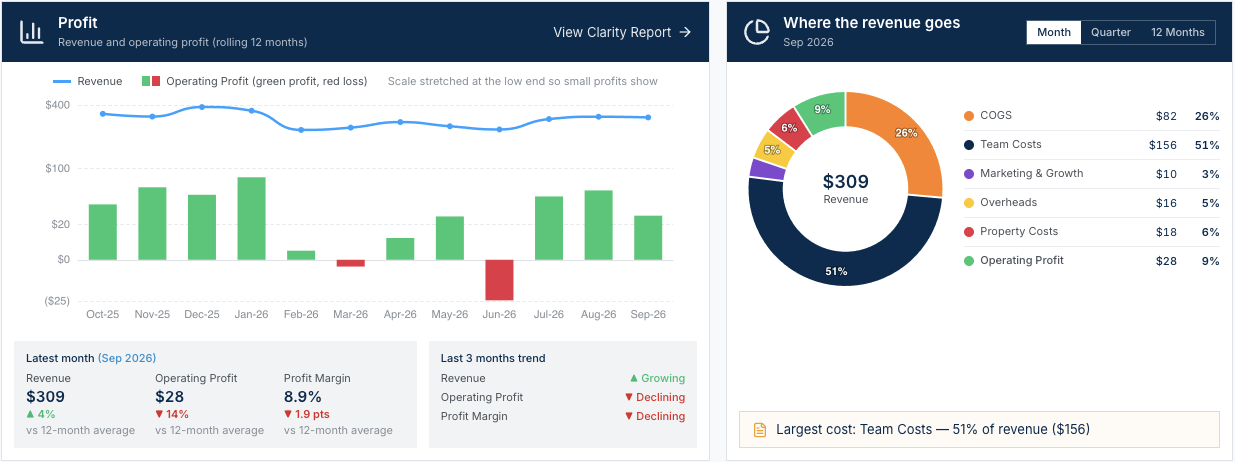 Profit
Revenue and operating profit (rolling 12 months)
View Clarity Report →
Revenue
Operating Profit (green profit, red loss)
Scale stretched at the low end so small profits show
$400
$100
$20
$0
($25)
Oct-25 Nov-25 Dec-25 Jan-26 Feb-26 Mar-26 Apr-26 May-26 Jun-26 Jul-26 Aug-26 Sep-26
Latest month (Sep 2026)
Revenue
$309
▲ 4%
vs 12-month average
Operating Profit
$28
▼ 14%
vs 12-month average
Profit Margin
8.9%
▼ 1.9 pts
vs 12-month average
Last 3 months trend
Revenue ▲ Growing
Operating Profit ▼ Declining
Profit Margin ▼ Declining
Where the revenue goes
Sep 2026
Month Quarter 12 Months
9%
6%
5%
26%
51%
$309
Revenue
COGS $82 26%
Team Costs $156 51%
Marketing & Growth $10 3%
Overheads $16 5%
Property Costs $18 6%
Operating Profit $28 9%
Largest cost: Team Costs — 51% of revenue ($156)